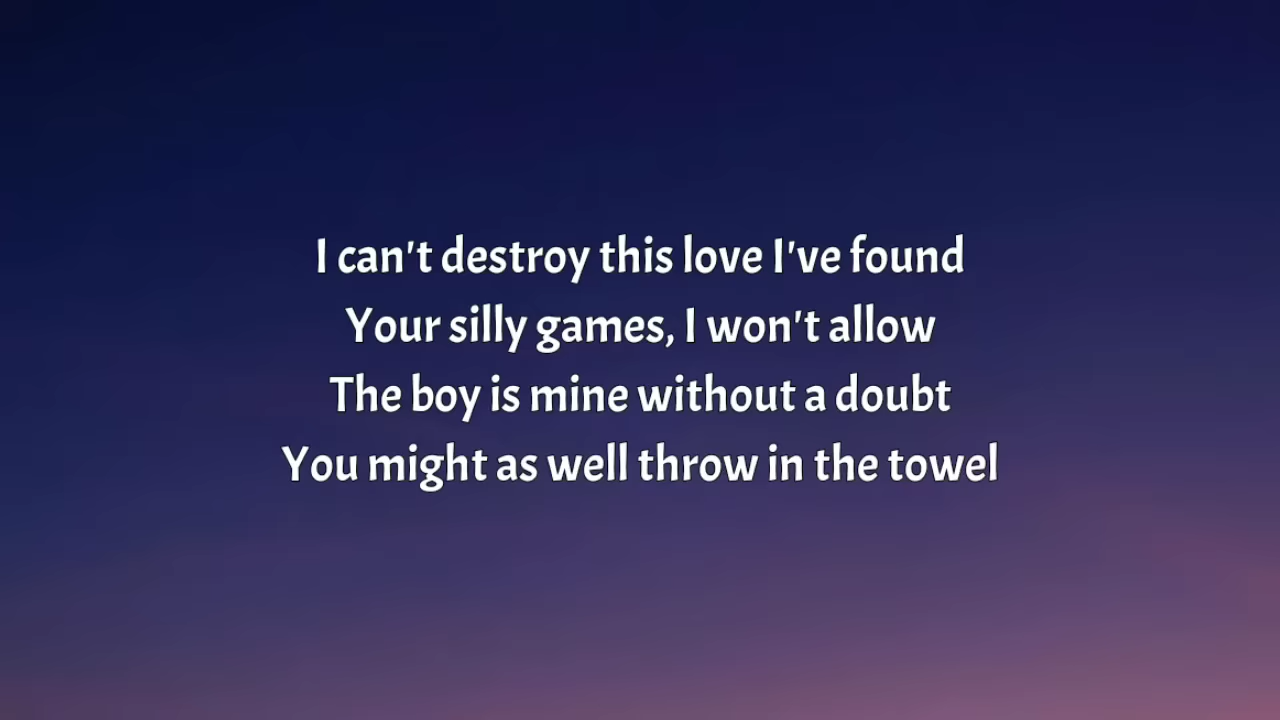 I can't destroy this love I've found
Your silly games, I won't allow
The boy is mine without a doubt
You might as well throw in the towel